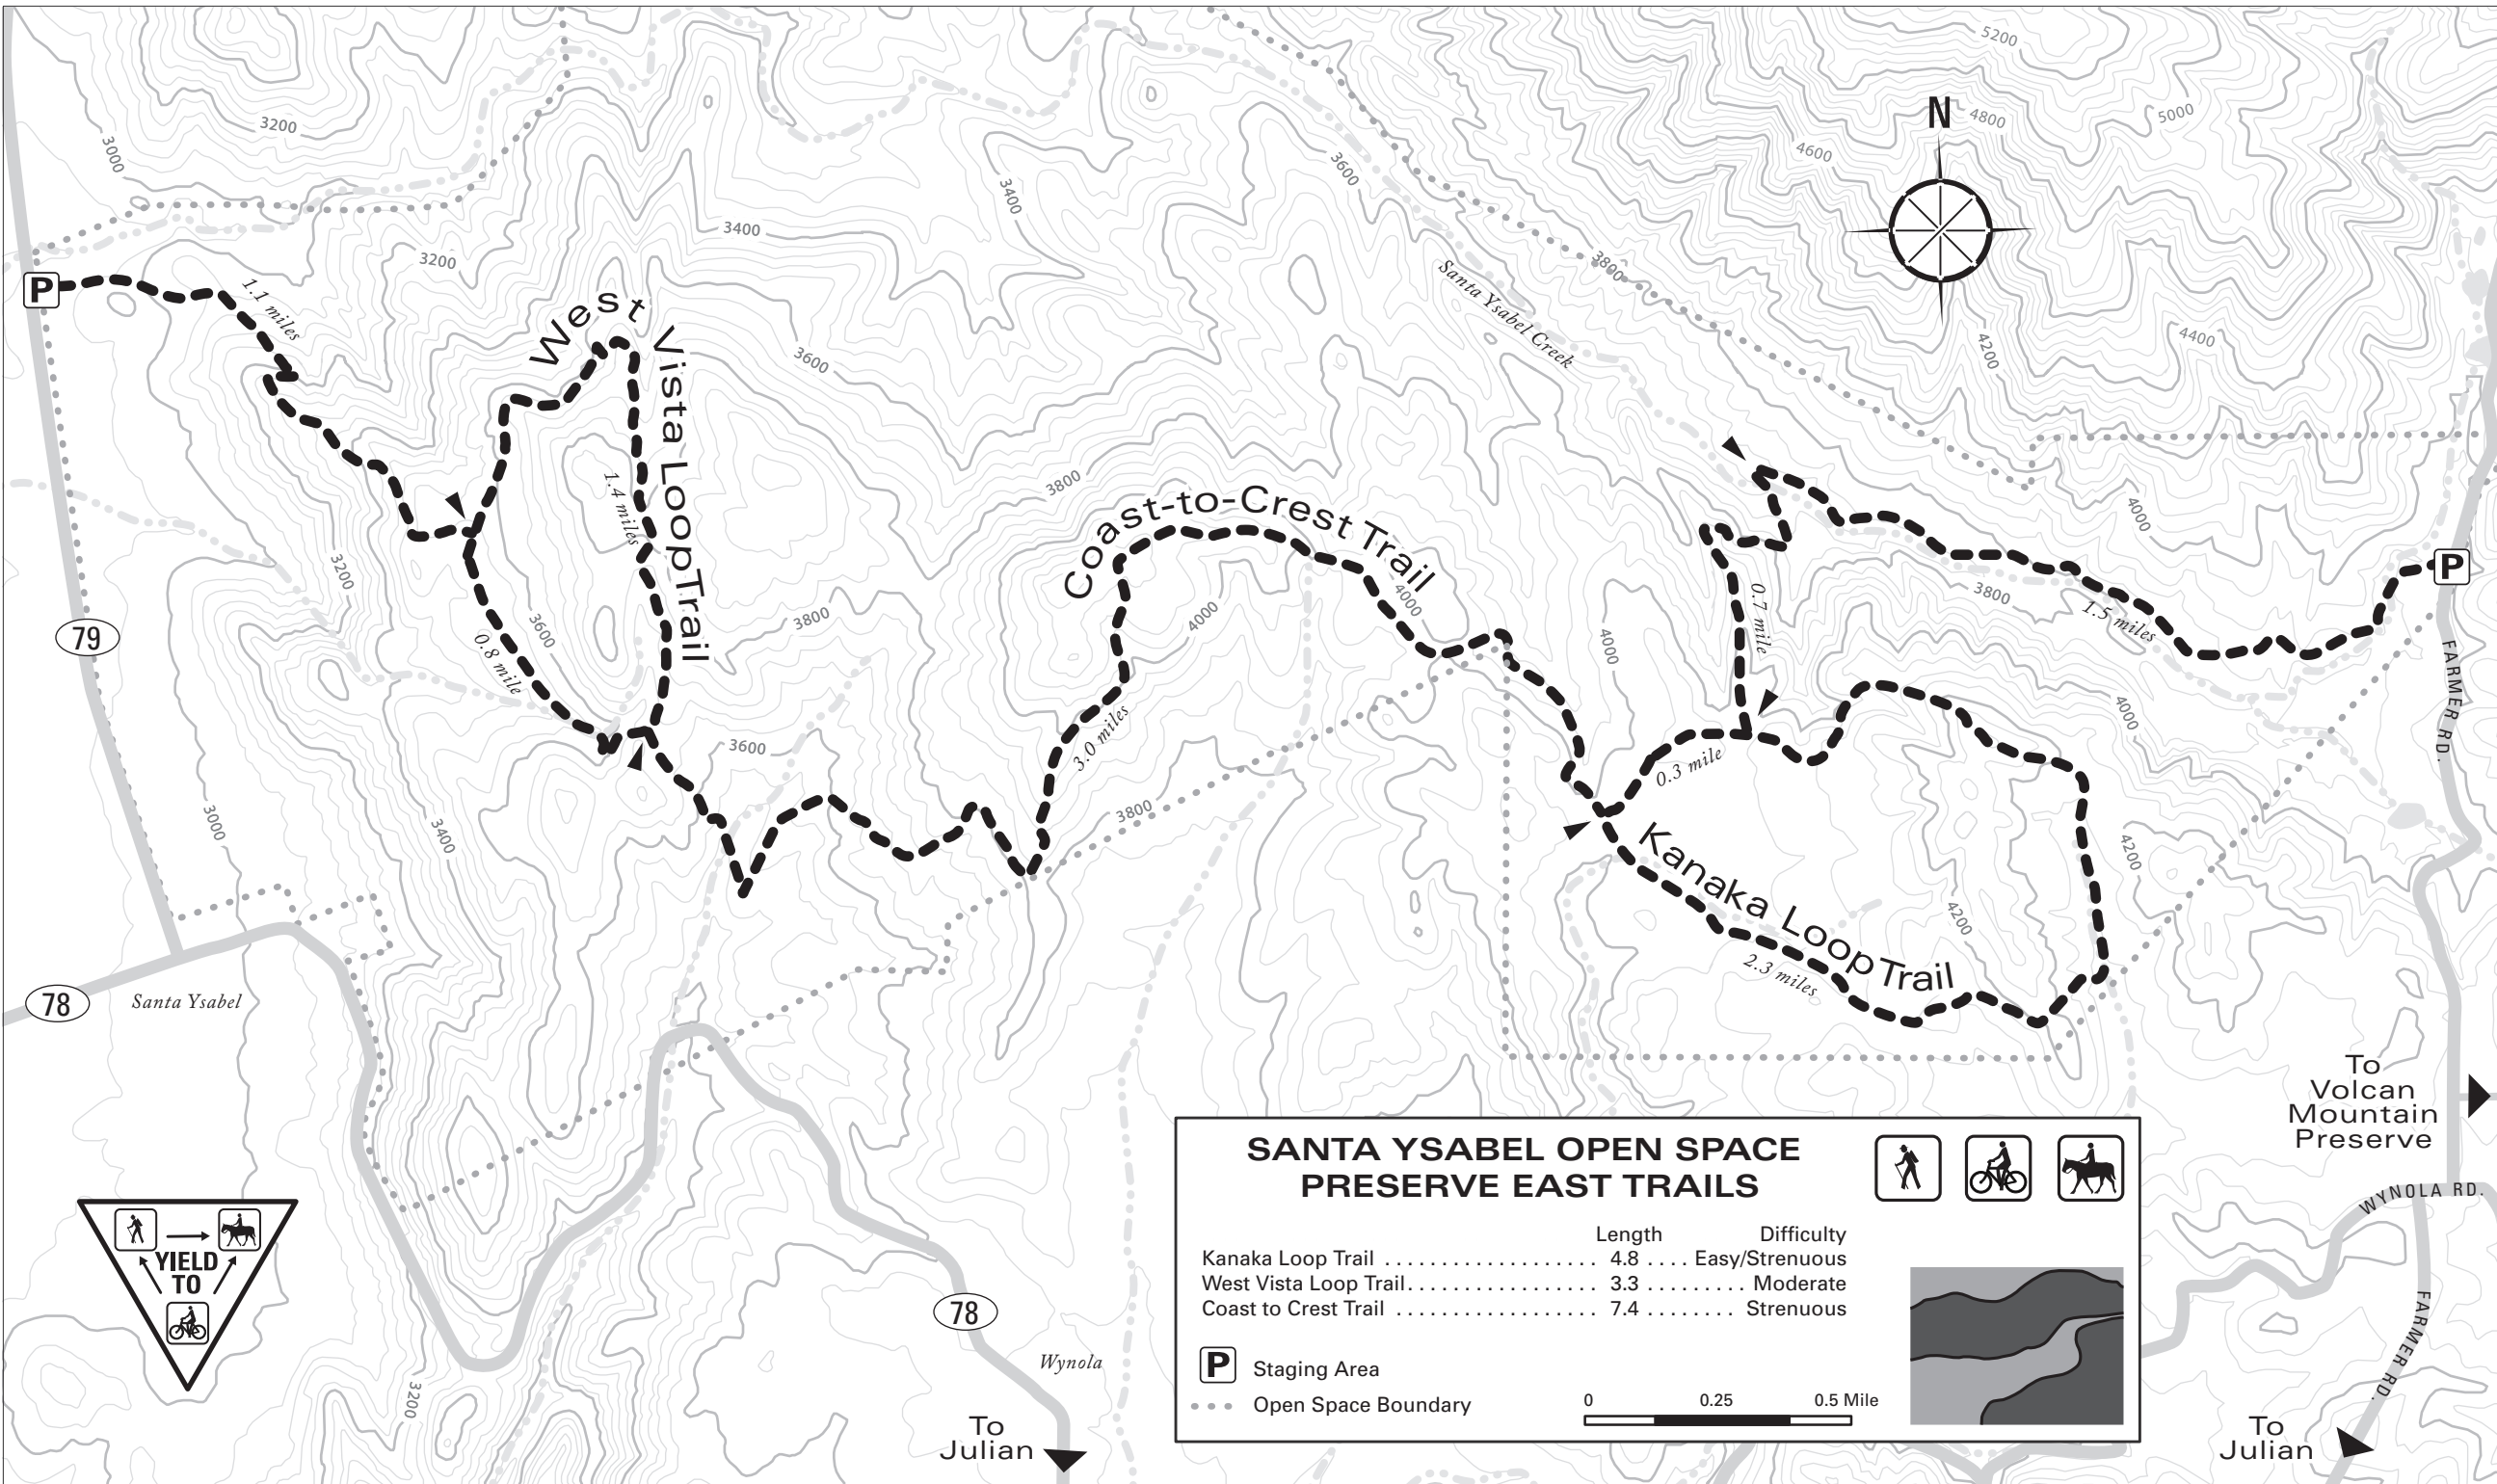 5200
N
4800
5000
4600
3200
3000
3600
3400
3400
3200
3800
Santa Ysabel Creek
4200
4400
P
1.1 miles
West Vista LoopTrail
3600
1.4 miles
3800
Coast-to-Crest Trail
4000
P
3200
3600
3800
4000
4000
4000
3800
1.5 miles
0.7 mile
79
0.8 mile
FARMER RD.
3600
3.0 miles
0.3 mile
4000
3000
3400
3800
4200
Kanaka LoopTrail
4200
2.3 miles
78
Santa Ysabel
To
Volcan
Mountain
Preserve
WYNOLA RD.
FARMER RD.
YIELD
TO
78
3200
Wynola
To
Julian
SANTA YSABEL OPEN SPACE
PRESERVE EAST TRAILS
Length Difficulty
Kanaka Loop Trail . . . . . . . . . . . . . . . . . . . 4.8 . . . . Easy/Strenuous
West Vista Loop Trail. . . . . . . . . . . . . . . . . 3.3 . . . . . . . . . Moderate
Coast to Crest Trail . . . . . . . . . . . . . . . . . . 7.4 . . . . . . . . Strenuous
P Staging Area
Open Space Boundary
0 0.25 0.5 Mile
To
Julian